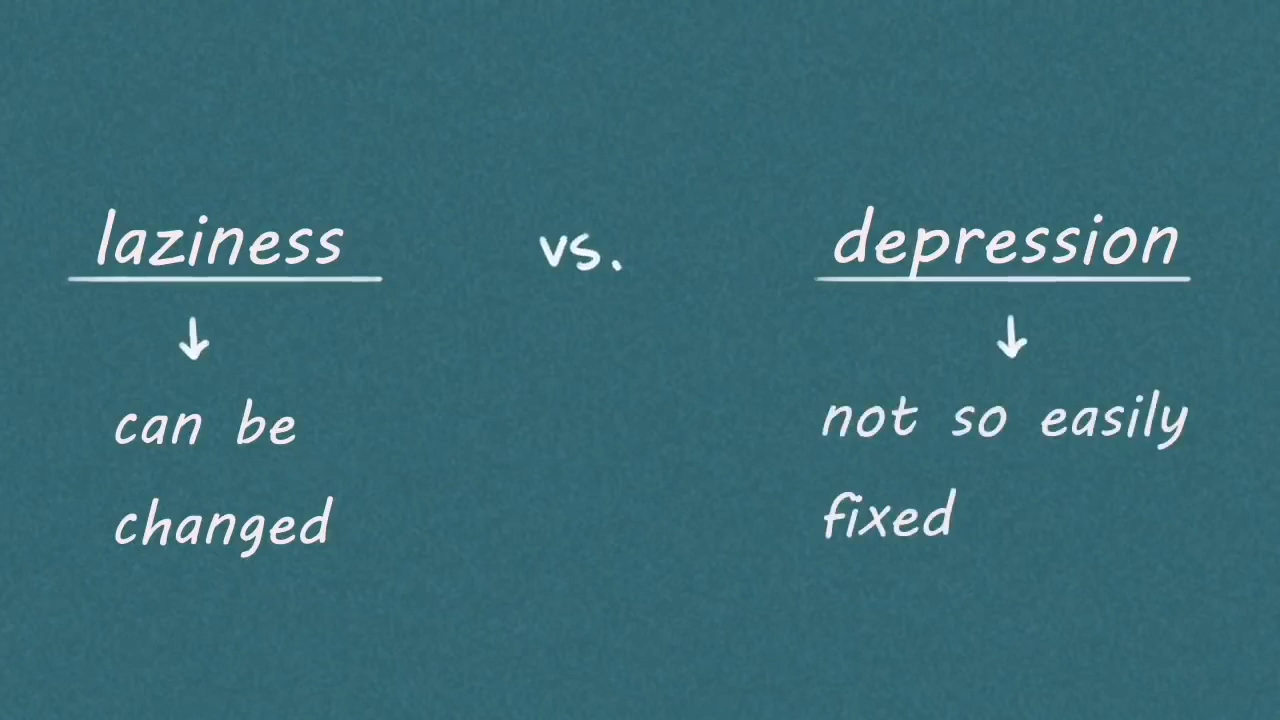 laziness vs. depression
can be
changed
not so easily
fixed